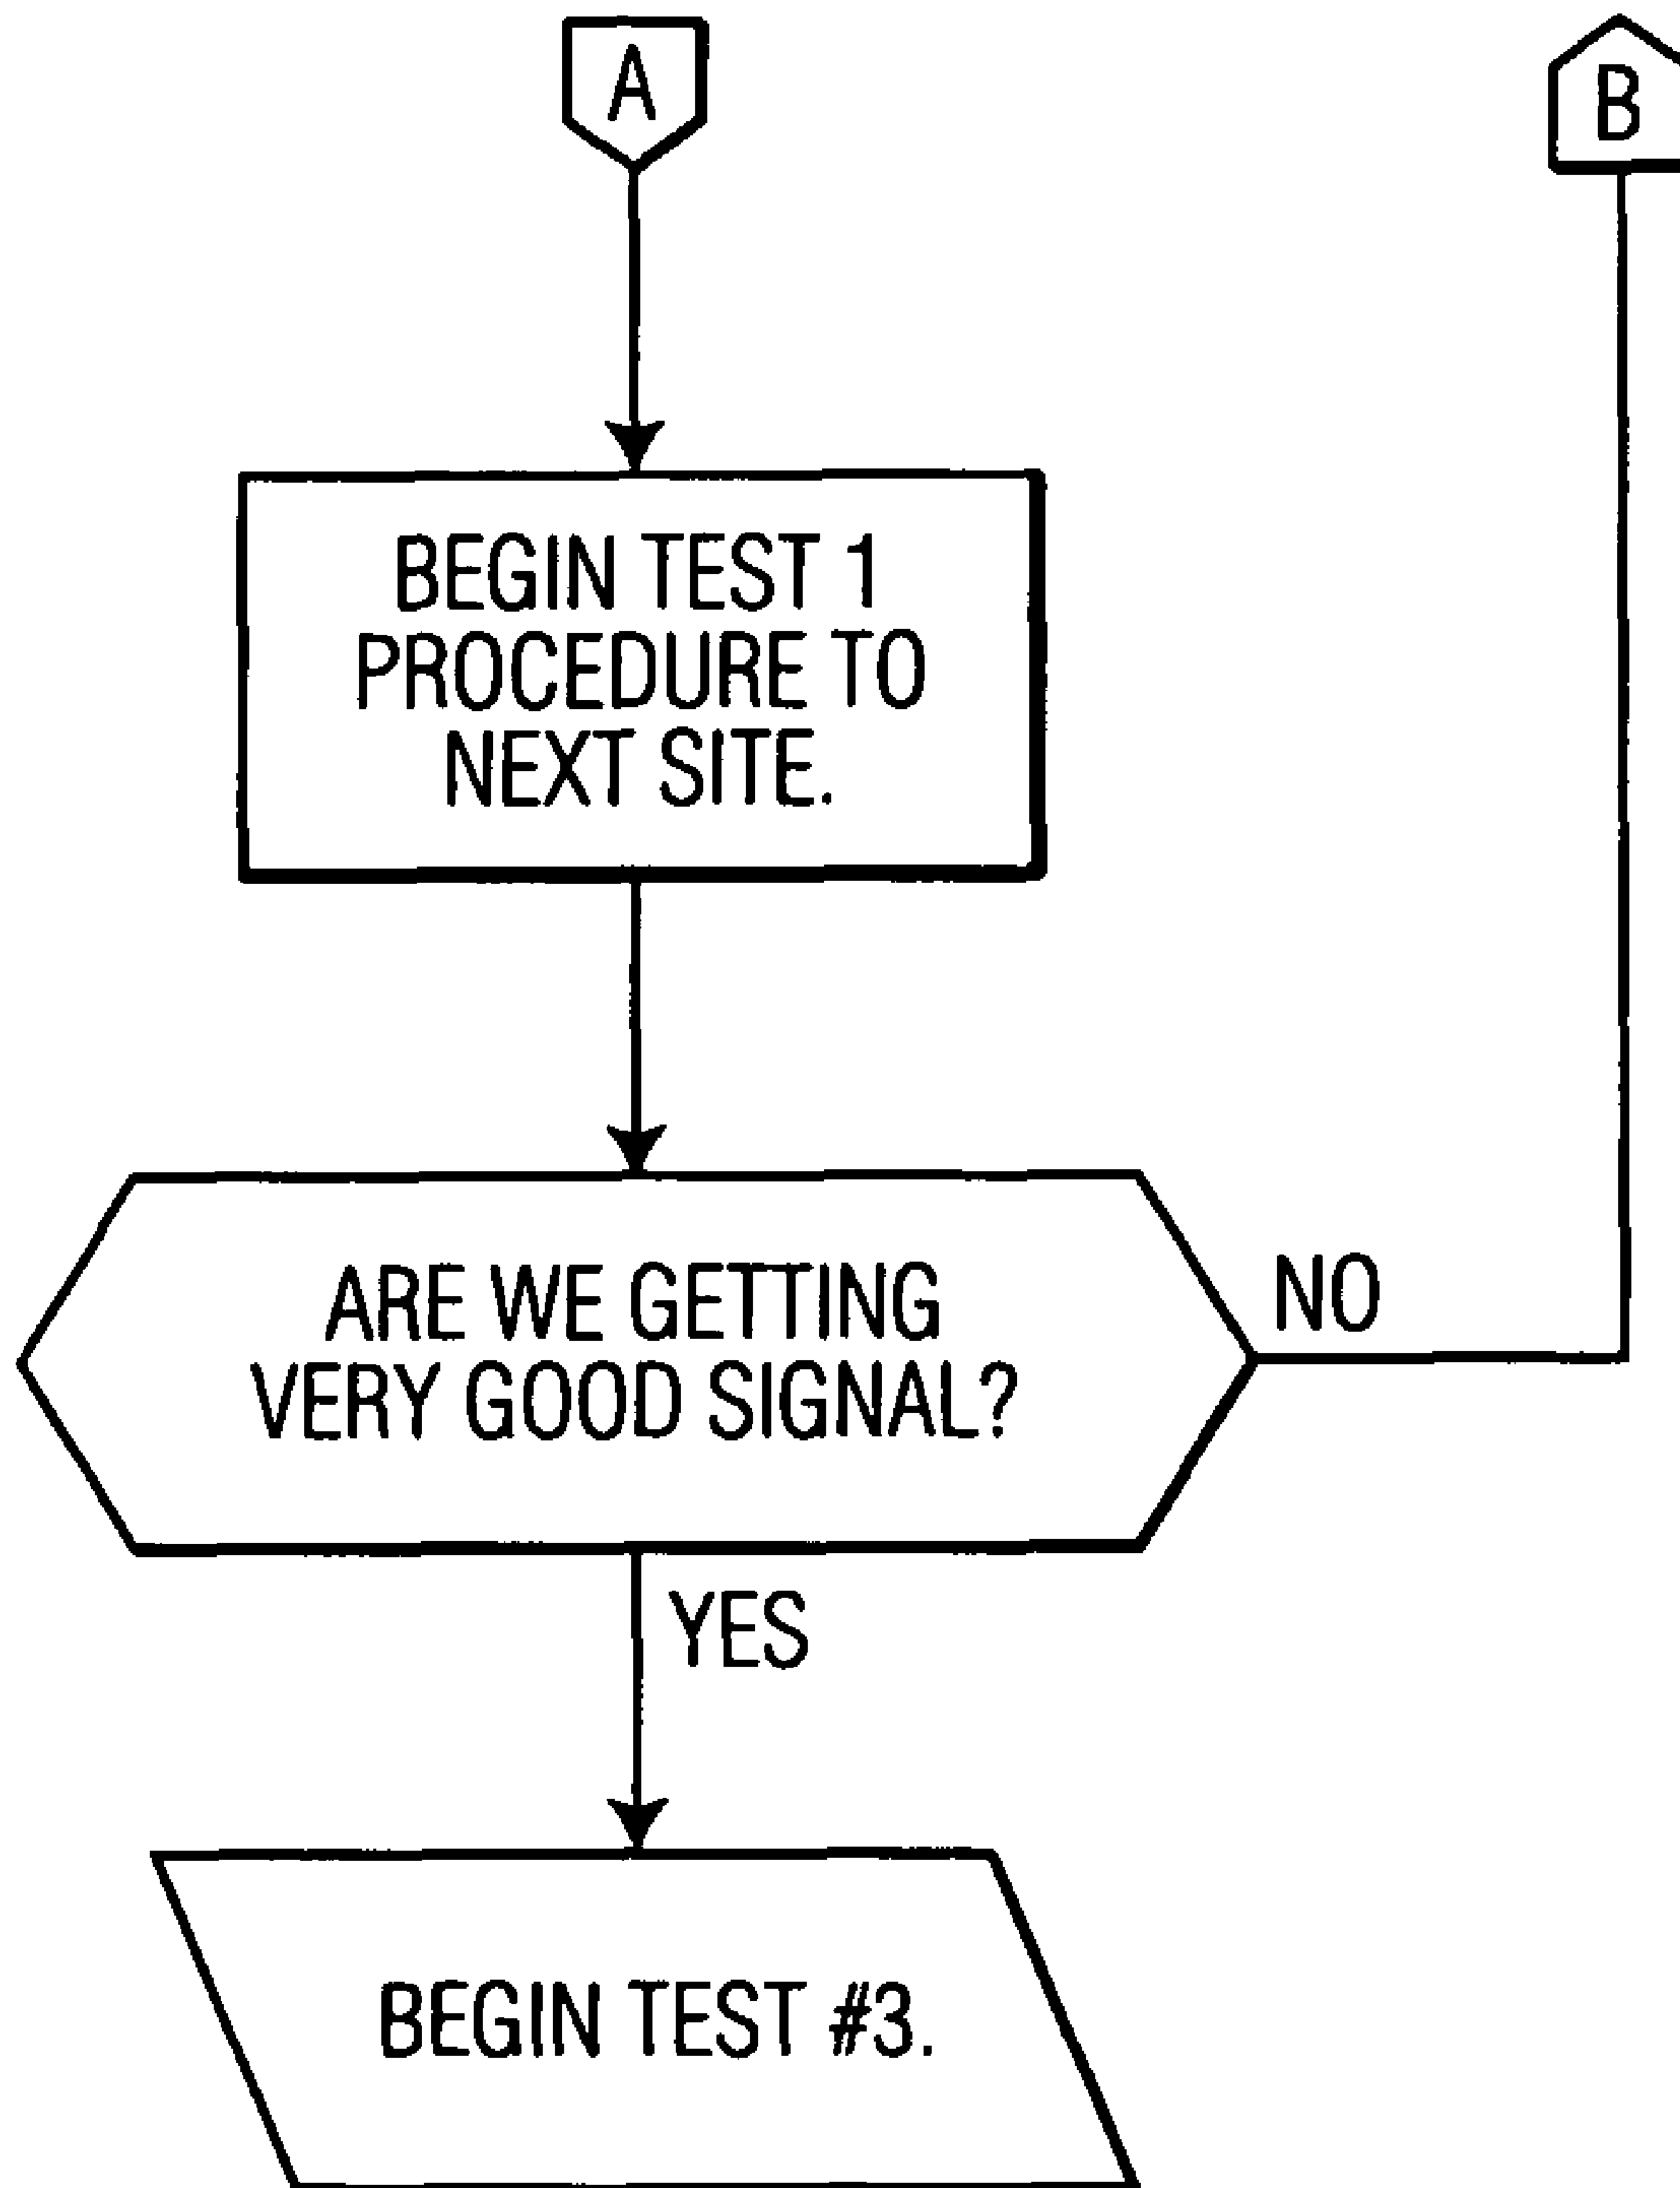 A
B
BEGIN TEST 1
PROCEDURE TO
NEXT SITE.
ARE WE GETTING
VERY GOOD SIGNAL?
NO
YES
BEGIN TEST #3.